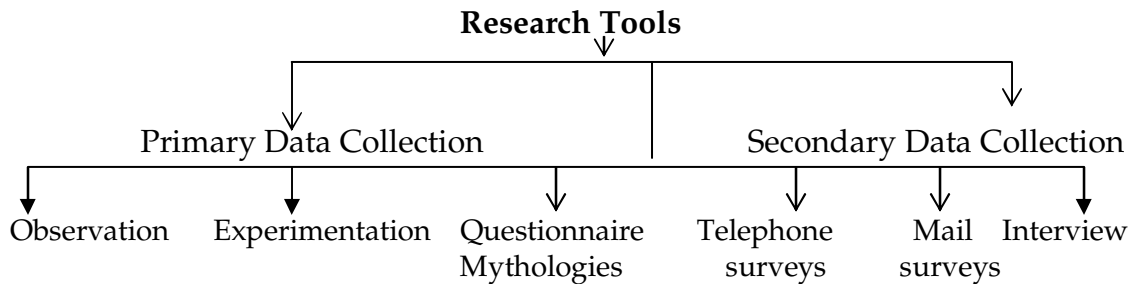 Research Tools
Primary Data Collection Secondary Data Collection
Observation Experimentation Questionnaire Telephone Mail Interview
Mythologies surveys surveys